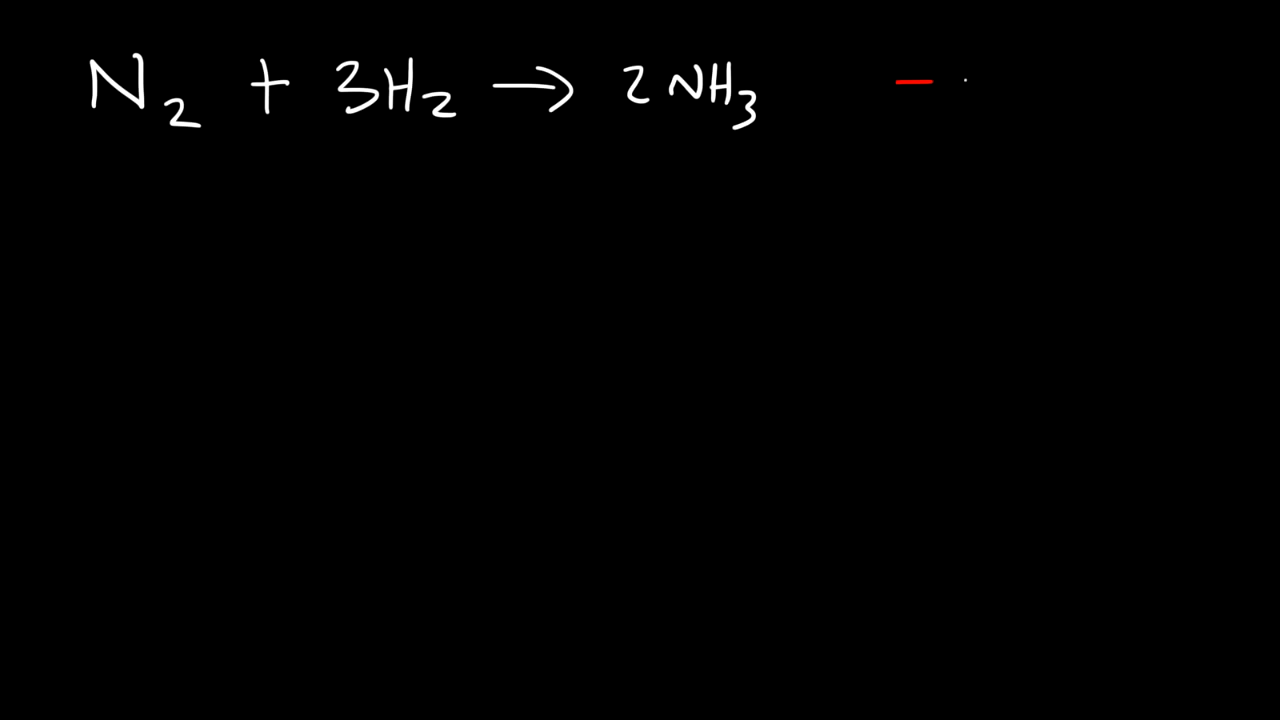 N₂ + 3H₂ → 2NH₃ —